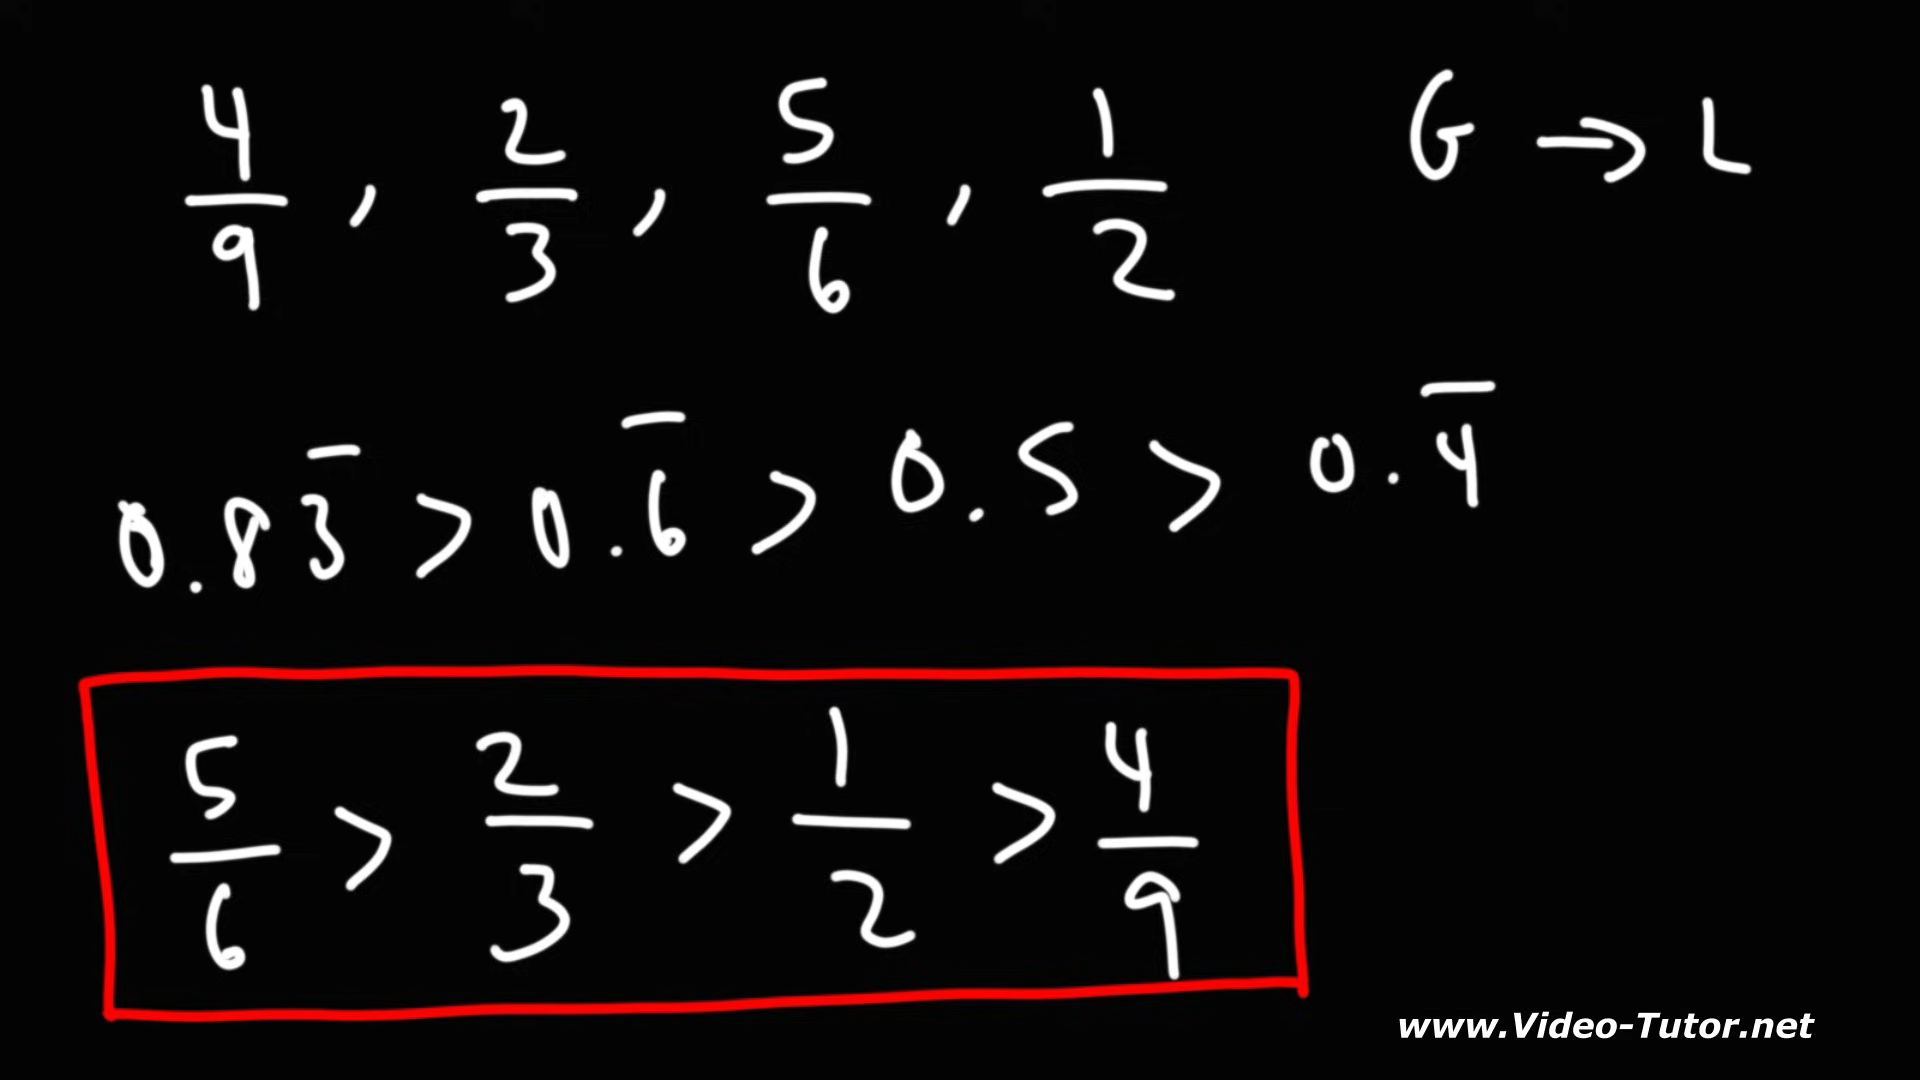 4/9 , 2/3 , 5/6 , 1/2 G → L
0.83̅ > 0.6̅ > 0.5 > 0.4̅
5/6 > 2/3 > 1/2 > 4/9
www.Video-Tutor.net